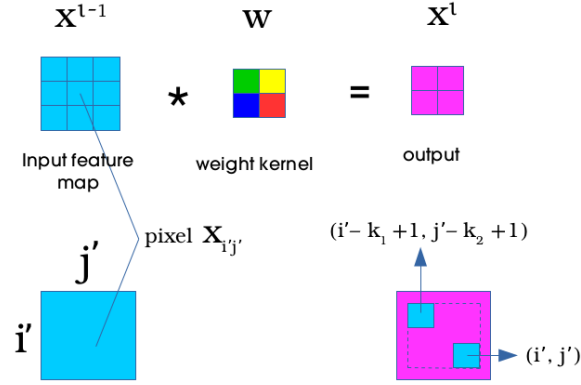 X^{l-1} W X^l
* =
Input feature
map
weight kernel
output
pixel X_{i′j′}
(i′– k_1 +1, j′– k_2 +1)
j′
i′
(i′, j′)